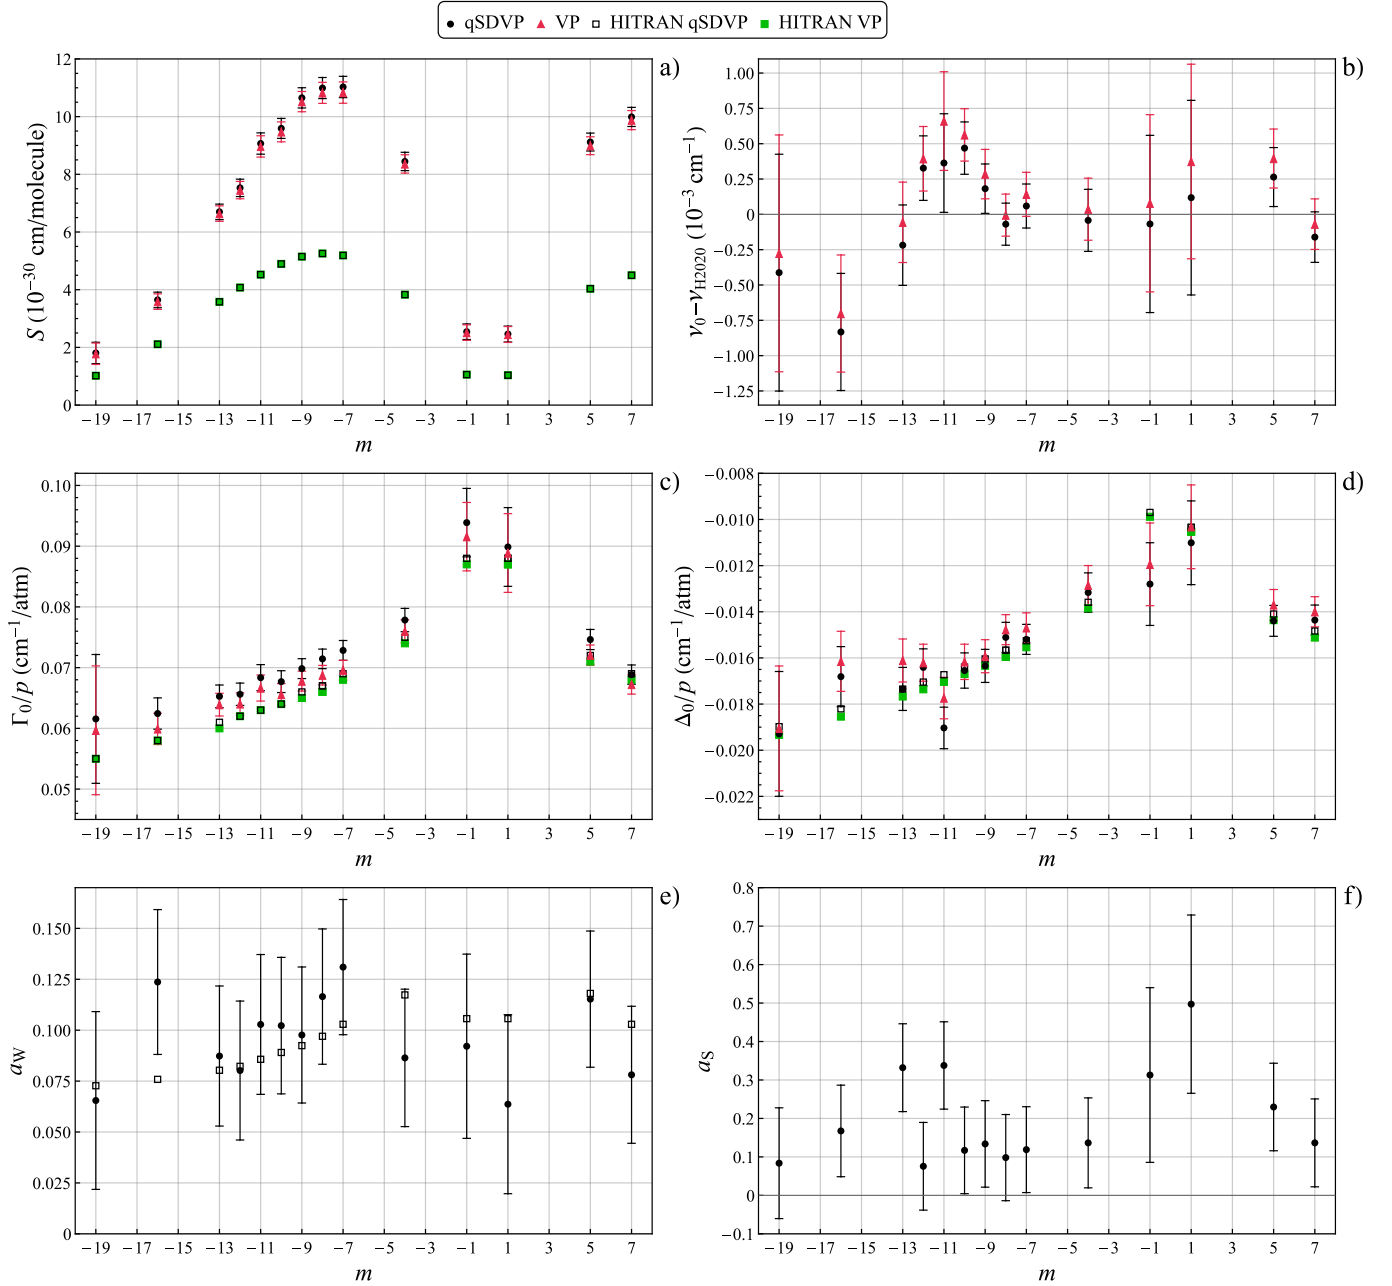 qSDVP VP HITRAN qSDVP HITRAN VP
a)
12
10
8
6
4
2
0
S (10⁻³⁰ cm/molecule)
−19 −17 −15 −13 −11 −9 −7 −5 −3 −1 1 3 5 7
m
b)
1.00
0.75
0.50
0.25
0
−0.25
−0.50
−0.75
−1.00
−1.25
ν₀−ν_H2020 (10⁻³ cm⁻¹)
−19 −17 −15 −13 −11 −9 −7 −5 −3 −1 1 3 5 7
m
c)
0.10
0.09
0.08
0.07
0.06
0.05
Γ₀/p (cm⁻¹/atm)
−19 −17 −15 −13 −11 −9 −7 −5 −3 −1 1 3 5 7
m
d)
−0.008
−0.010
−0.012
−0.014
−0.016
−0.018
−0.020
−0.022
Δ₀/p (cm⁻¹/atm)
−19 −17 −15 −13 −11 −9 −7 −5 −3 −1 1 3 5 7
m
e)
0.150
0.125
0.100
0.075
0.050
0.025
0
a_W
−19 −17 −15 −13 −11 −9 −7 −5 −3 −1 1 3 5 7
m
f)
0.8
0.7
0.6
0.5
0.4
0.3
0.2
0.1
0
−0.1
a_S
−19 −17 −15 −13 −11 −9 −7 −5 −3 −1 1 3 5 7
m